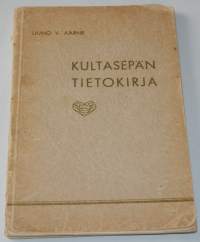 UUNO V. AARNE
KULTASEPÄN
TIETOKIRJA